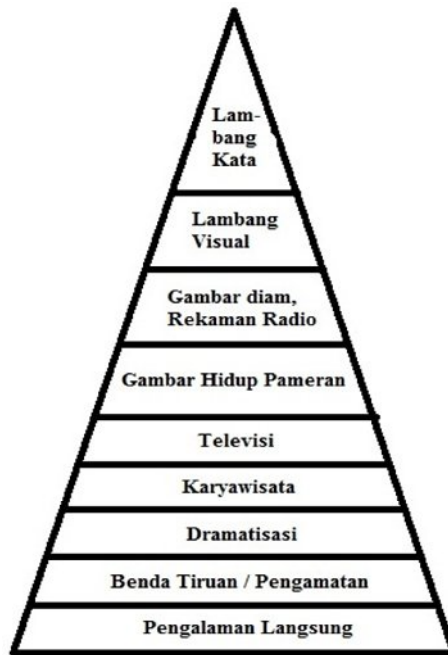 Lam-
bang
Kata
Lambang
Visual
Gambar diam,
Rekaman Radio
Gambar Hidup Pameran
Televisi
Karyawisata
Dramatisasi
Benda Tiruan / Pengamatan
Pengalaman Langsung